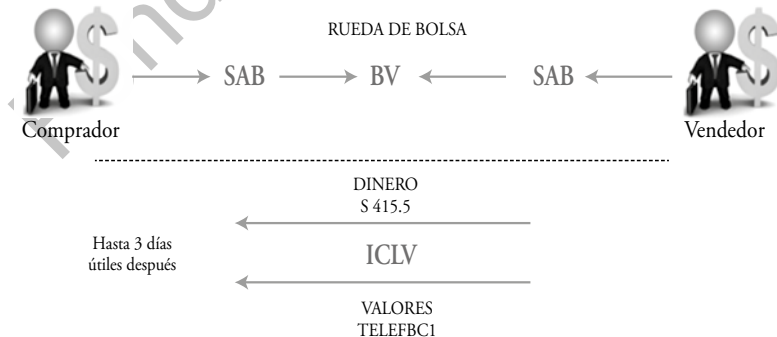 RUEDA DE BOLSA
SAB BV SAB
Comprador Vendedor
DINERO
S 415.5
Hasta 3 días
útiles después
ICLV
VALORES
TELEFBC1